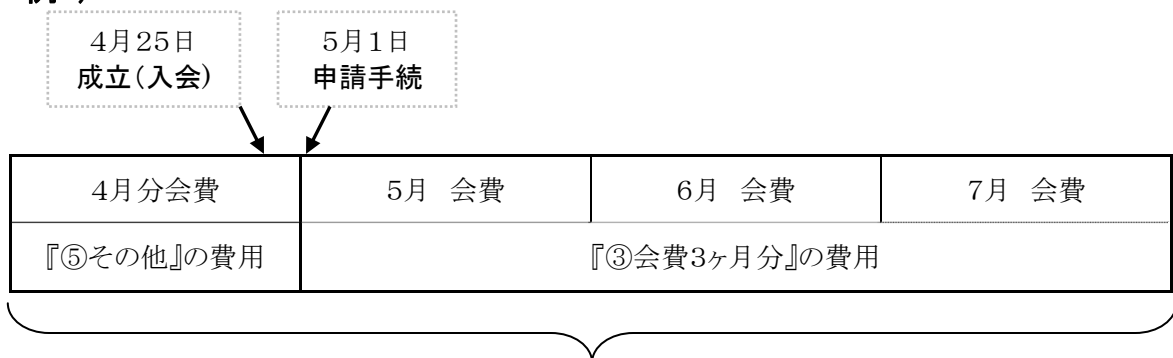 4月25日
成立(入会)
5月1日
申請手続
4月分会費
5月 会費
6月 会費
7月 会費
『⑤その他』の費用
『③会費3ヶ月分』の費用